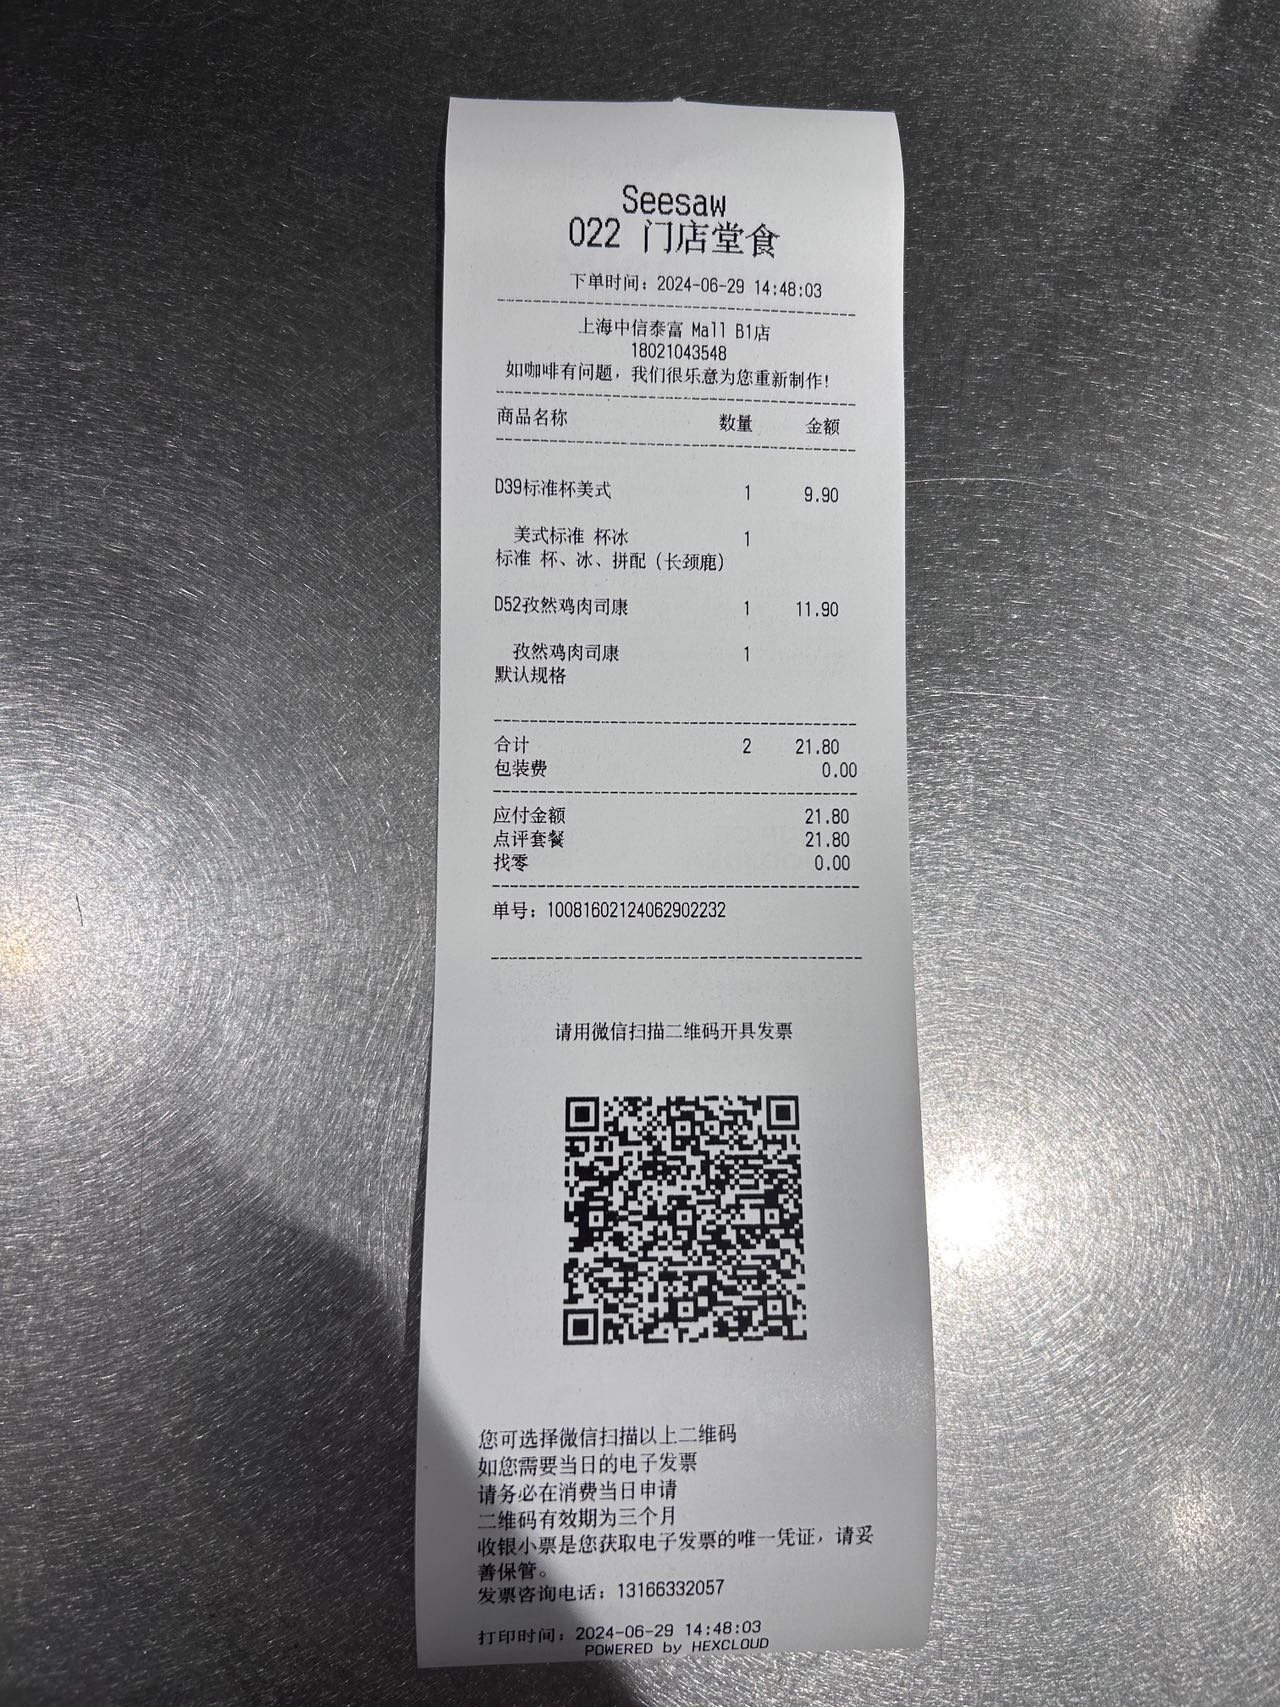 Seesaw
022 门店堂食
下单时间：2024-06-29 14:48:03
上海中信泰富 Mall B1店
18021043548
如咖啡有问题，我们很乐意为您重新制作!
商品名称 数量 金额
D39标准杯美式 1 9.90
美式标准 杯冰 1
标准 杯、冰、拼配（长颈鹿）
D52孜然鸡肉司康 1 11.90
孜然鸡肉司康 1
默认规格
合计 2 21.80
包装费 0.00
应付金额 21.80
点评套餐 21.80
找零 0.00
单号：10081602124062902232
请用微信扫描二维码开具发票
您可选择微信扫描以上二维码
如您需要当日的电子发票
请务必在消费当日申请
二维码有效期为三个月
收银小票是您获取电子发票的唯一凭证，请妥
善保管。
发票咨询电话：13166332057
打印时间：2024-06-29 14:48:03
POWERED by HEXCLOUD